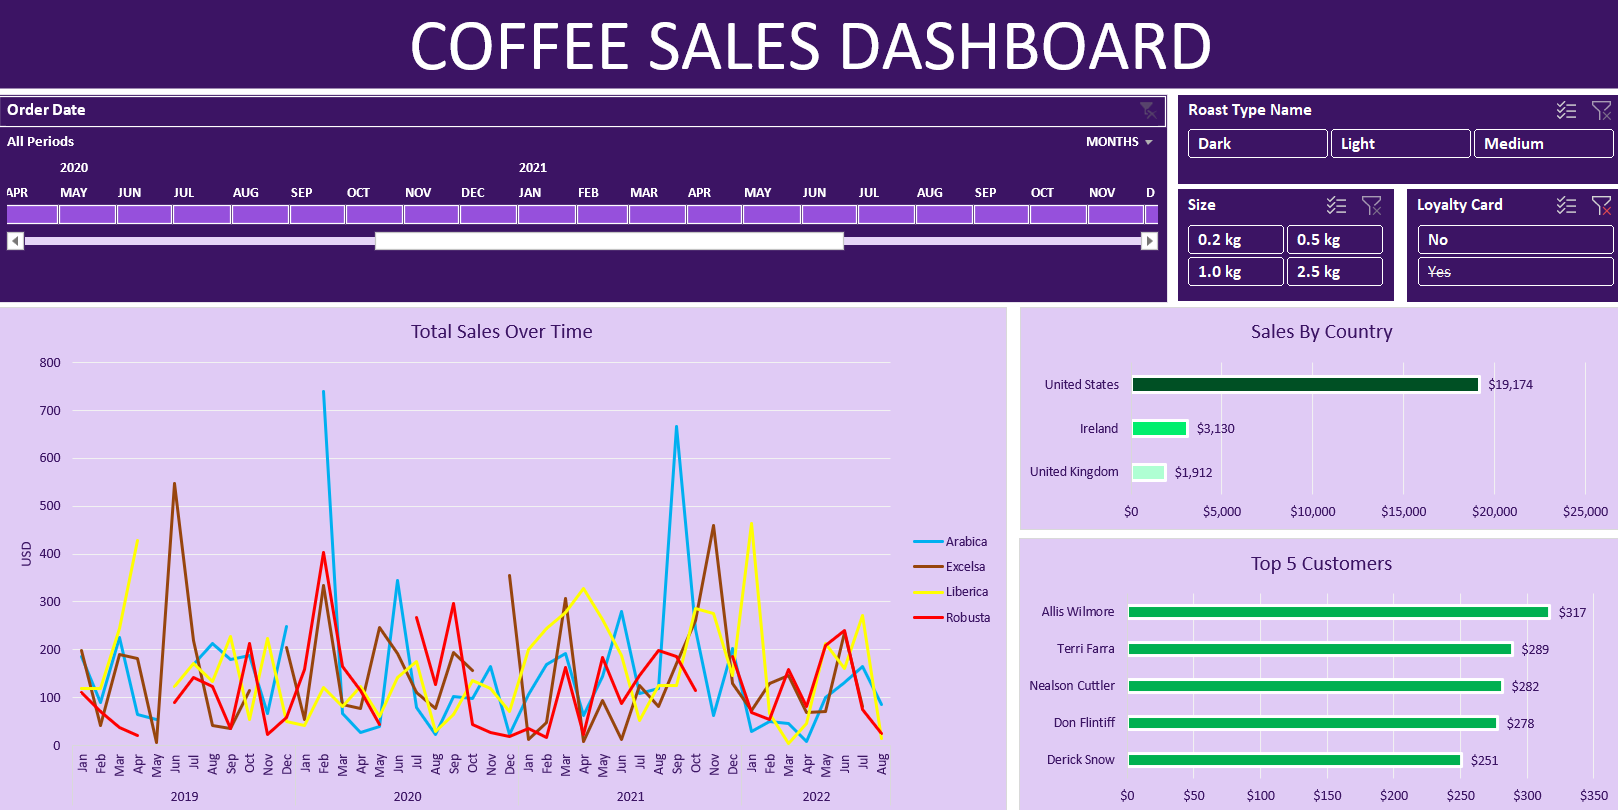 COFFEE SALES DASHBOARD
Order Date
All Periods
MONTHS
2020 2021
APR MAY JUN JUL AUG SEP OCT NOV DEC JAN FEB MAR APR MAY JUN JUL AUG SEP OCT NOV D
Roast Type Name
Dark Light Medium
Size
0.2 kg 0.5 kg
1.0 kg 2.5 kg
Loyalty Card
No
Yes
Total Sales Over Time
800
700
600
500
400
300
200
100
0
USD
Jan Feb Mar Apr May Jun Jul Aug Sep Oct Nov Dec Jan Feb Mar Apr May Jun Jul Aug Sep Oct Nov Dec Jan Feb Mar Apr May Jun Jul Aug Sep Oct Nov Dec Jan Feb Mar Apr May Jun Jul Aug
2019 2020 2021 2022
Arabica
Excelsa
Liberica
Robusta
Sales By Country
United States $19,174
Ireland $3,130
United Kingdom $1,912
$0 $5,000 $10,000 $15,000 $20,000 $25,000
Top 5 Customers
Allis Wilmore $317
Terri Farra $289
Nealson Cuttler $282
Don Flintiff $278
Derick Snow $251
$0 $50 $100 $150 $200 $250 $300 $350